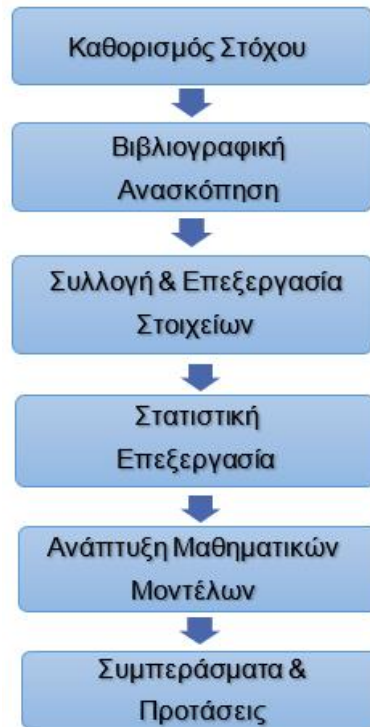 Καθορισμός Στόχου
Βιβλιογραφική
Ανασκόπηση
Συλλογή & Επεξεργασία
Στοιχείων
Στατιστική
Επεξεργασία
Ανάπτυξη Μαθηματικών
Μοντέλων
Συμπεράσματα &
Προτάσεις